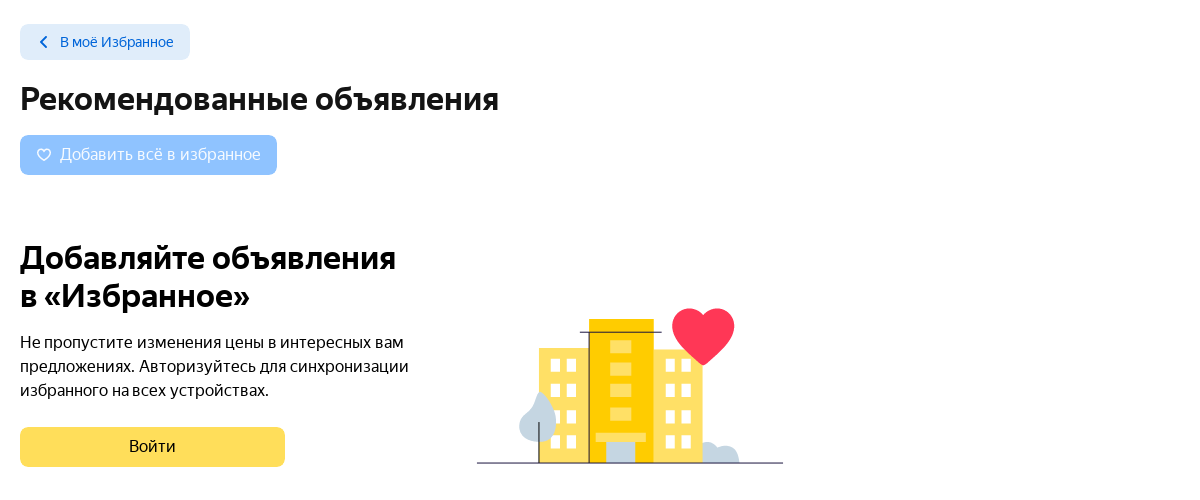 В моё Избранное
Рекомендованные объявления
Добавить всё в избранное
Добавляйте объявления
в «Избранное»
Не пропустите изменения цены в интересных вам
предложениях. Авторизуйтесь для синхронизации
избранного на всех устройствах.
Войти